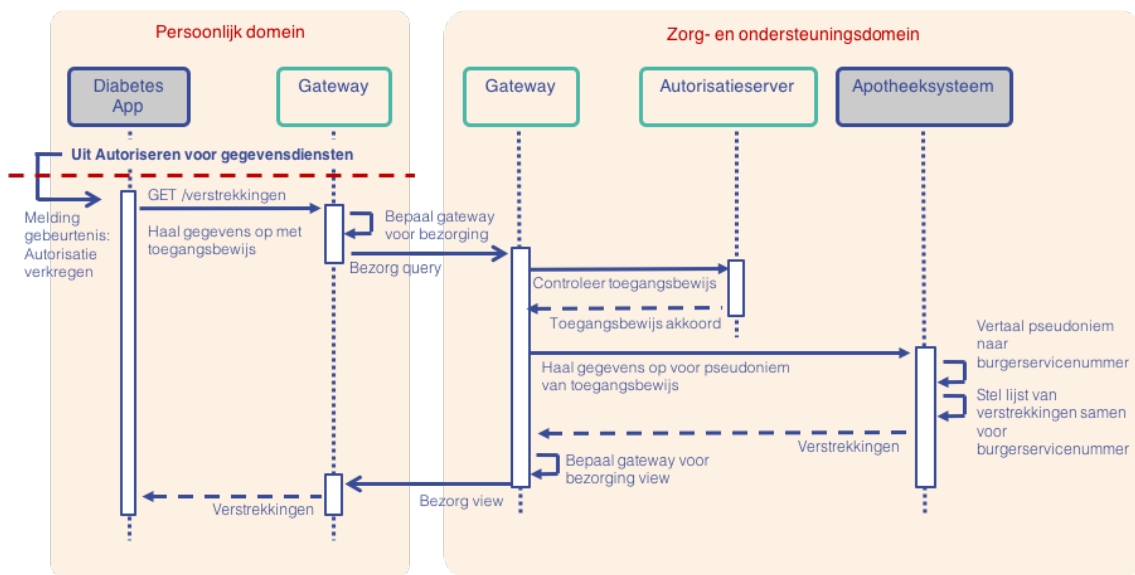 Persoonlijk domein
Zorg- en ondersteuningsdomein
Diabetes
App
Gateway
Gateway
Autorisatieserver
Apotheeksysteem
Uit Autoriseren voor gegevensdiensten
Melding
gebeurtenis:
Autorisatie
verkregen
GET /verstrekkingen
Haal gegevens op met
toegangsbewijs
Bepaal gateway
voor bezorging
Bezorg query
Controleer toegangsbewijs
Toegangsbewijs akkoord
Haal gegevens op voor pseudoniem
van toegangsbewijs
Vertaal pseudoniem
naar
burgerservicenummer
Stel lijst van
verstrekkingen samen
voor
burgerservicenummer
Verstrekkingen
Bepaal gateway voor
bezorging view
Bezorg view
Verstrekkingen